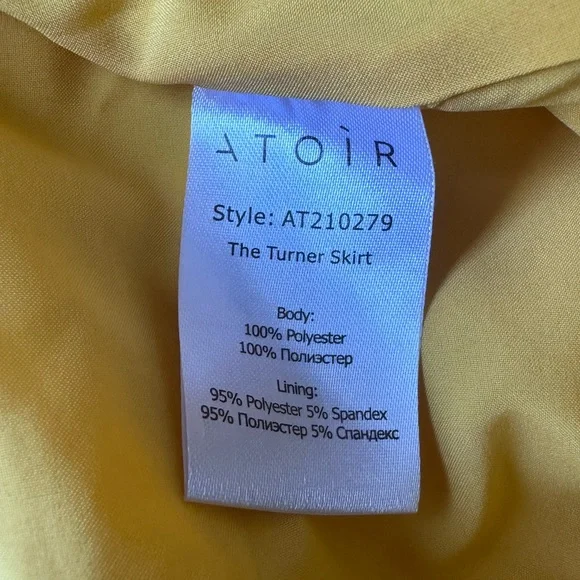 ATOÌR
Style: AT210279
The Turner Skirt
Body:
100% Polyester
100% Полиэстер
Lining:
95% Polyester 5% Spandex
95% Полиэстер 5% Спандекс